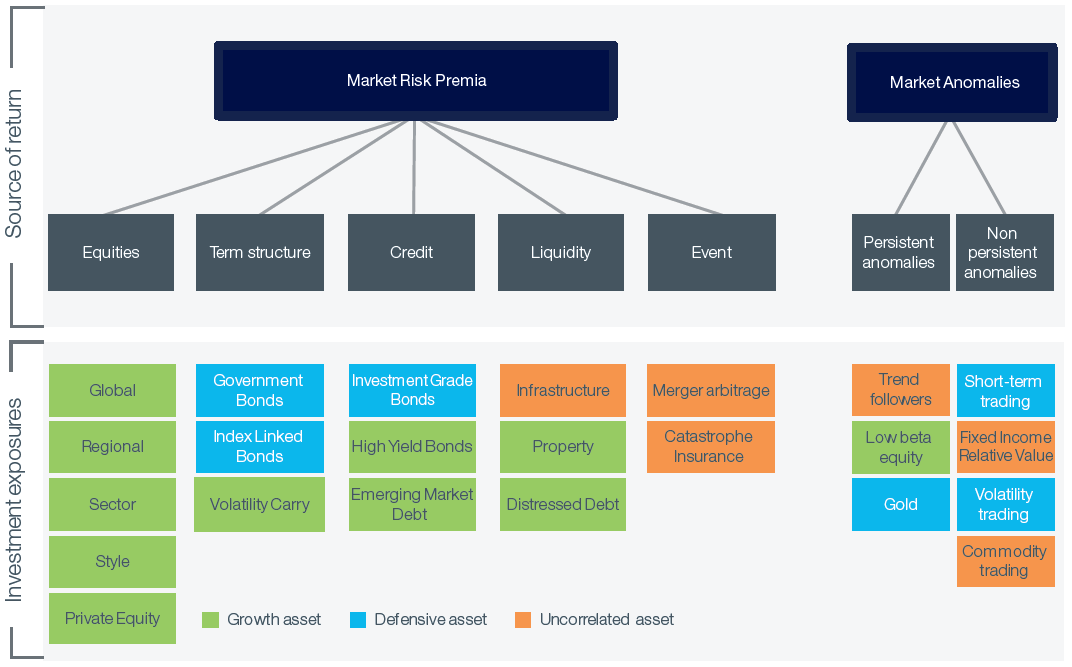 Source of return
Market Risk Premia
Market Anomalies
Equities
Term structure
Credit
Liquidity
Event
Persistent
anomalies
Non
persistent
anomalies
Investment exposures
Global
Regional
Sector
Style
Private Equity
Government
Bonds
Index Linked
Bonds
Volatility Carry
Investment Grade
Bonds
High Yield Bonds
Emerging Market
Debt
Infrastructure
Property
Distressed Debt
Merger arbitrage
Catastrophe
Insurance
Trend
followers
Low beta
equity
Gold
Short-term
trading
Fixed Income
Relative Value
Volatility
trading
Commodity
trading
Growth asset
Defensive asset
Uncorrelated asset